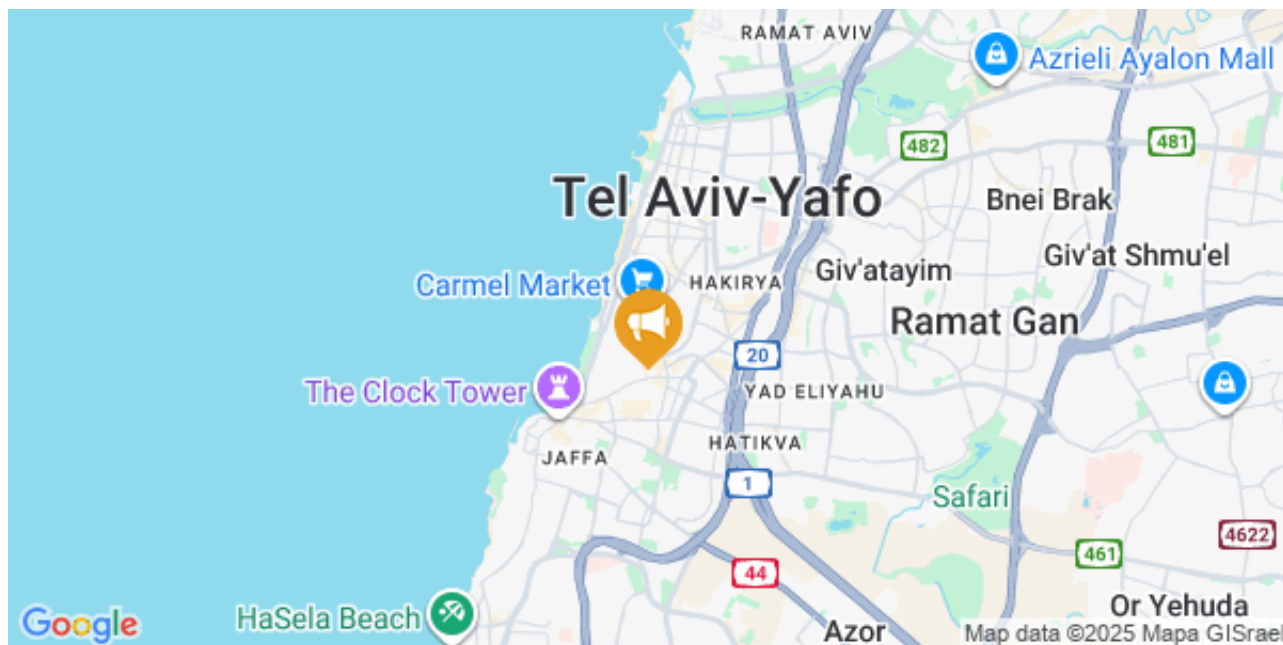 RAMAT AVIV
Azrieli Ayalon Mall
482
481
Tel Aviv-Yafo
Bnei Brak
Giv'at Shmu'el
Giv'atayim
Carmel Market
HAKIRYA
Ramat Gan
20
The Clock Tower
YAD ELIYAHU
HATIKVA
JAFFA
1
Safari
4622
461
44
Or Yehuda
HaSela Beach
Azor
Google
Map data ©2025 Mapa GISrael